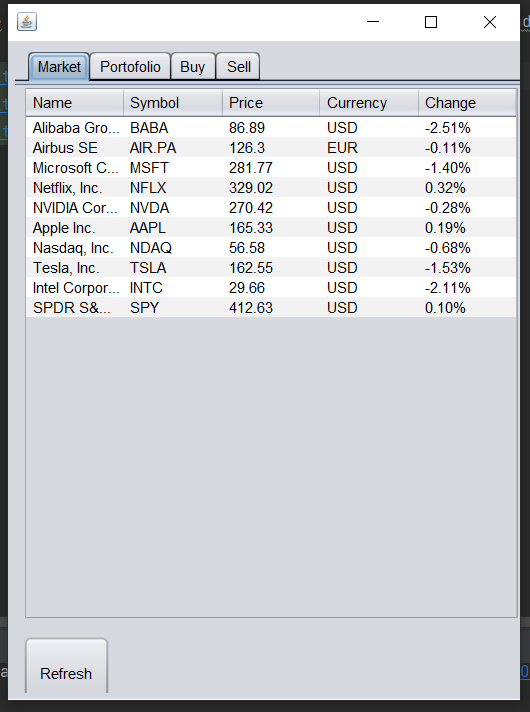 Market Portofolio Buy Sell
Name Symbol Price Currency Change
Alibaba Gro... BABA 86.89 USD -2.51%
Airbus SE AIR.PA 126.3 EUR -0.11%
Microsoft C... MSFT 281.77 USD -1.40%
Netflix, Inc. NFLX 329.02 USD 0.32%
NVIDIA Cor... NVDA 270.42 USD -0.28%
Apple Inc. AAPL 165.33 USD 0.19%
Nasdaq, Inc. NDAQ 56.58 USD -0.68%
Tesla, Inc. TSLA 162.55 USD -1.53%
Intel Corpor... INTC 29.66 USD -2.11%
SPDR S&... SPY 412.63 USD 0.10%
Refresh